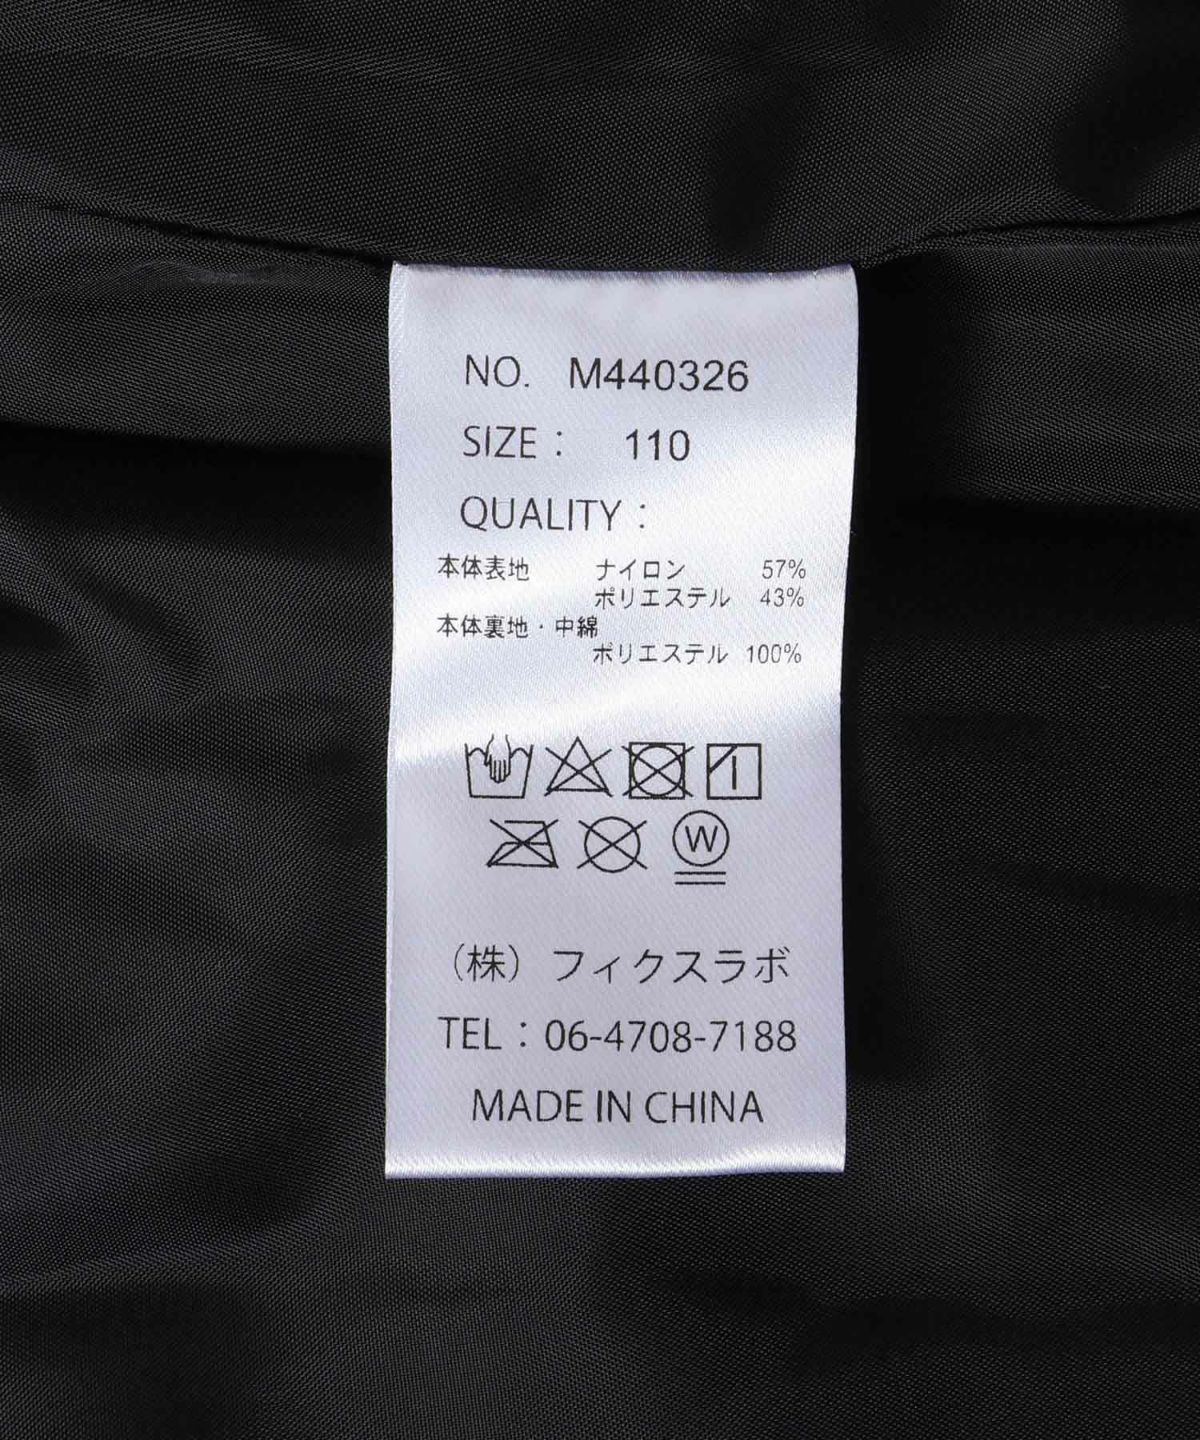 NO. M440326
SIZE : 110
QUALITY :
本体表地 ナイロン 57%
ポリエステル 43%
本体裏地・中綿
ポリエステル 100%
W
（株）フィクスラボ
TEL : 06-4708-7188
MADE IN CHINA